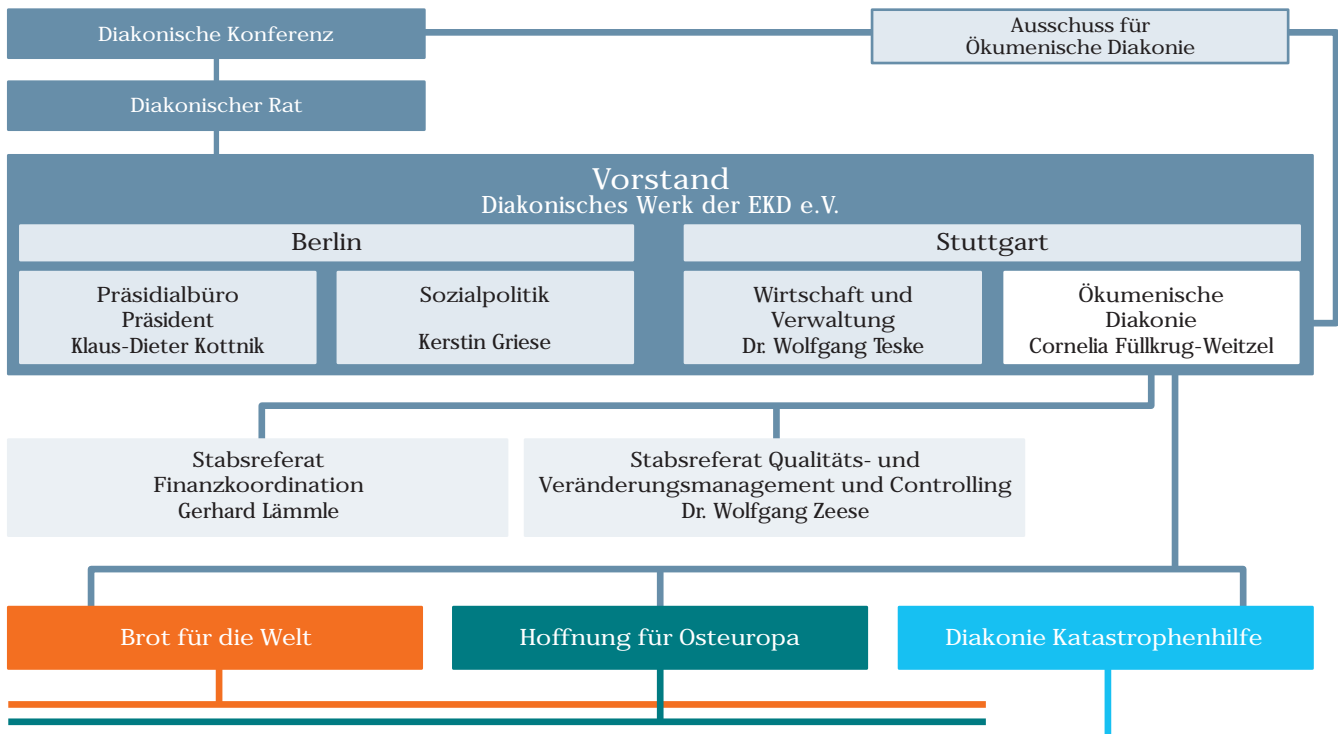 Diakonische Konferenz
Ausschuss für
Ökumenische Diakonie
Diakonischer Rat
Vorstand
Diakonisches Werk der EKD e.V.
Berlin
Stuttgart
Präsidialbüro
Präsident
Klaus-Dieter Kottnik
Sozialpolitik
Kerstin Griese
Wirtschaft und
Verwaltung
Dr. Wolfgang Teske
Ökumenische
Diakonie
Cornelia Füllkrug-Weitzel
Stabsreferat
Finanzkoordination
Gerhard Lämmle
Stabsreferat Qualitäts- und
Veränderungsmanagement und Controlling
Dr. Wolfgang Zeese
Brot für die Welt
Hoffnung für Osteuropa
Diakonie Katastrophenhilfe